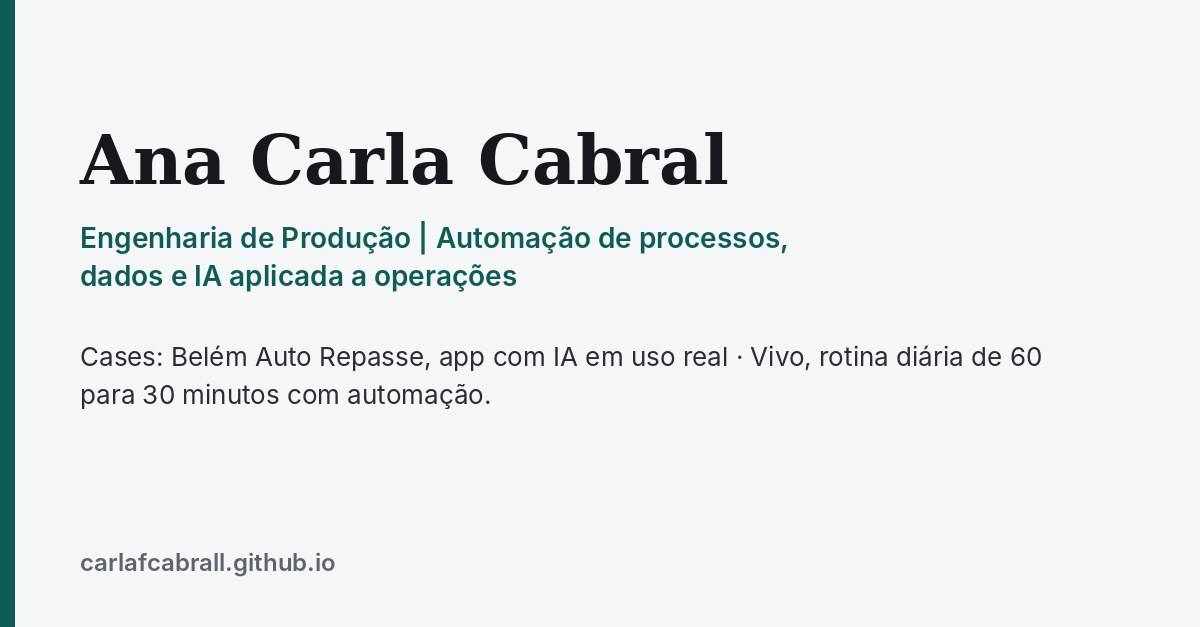 Ana Carla Cabral
Engenharia de Produção | Automação de processos,
dados e IA aplicada a operações
Cases: Belém Auto Repasse, app com IA em uso real · Vivo, rotina diária de 60
para 30 minutos com automação.
carlafcabrall.github.io